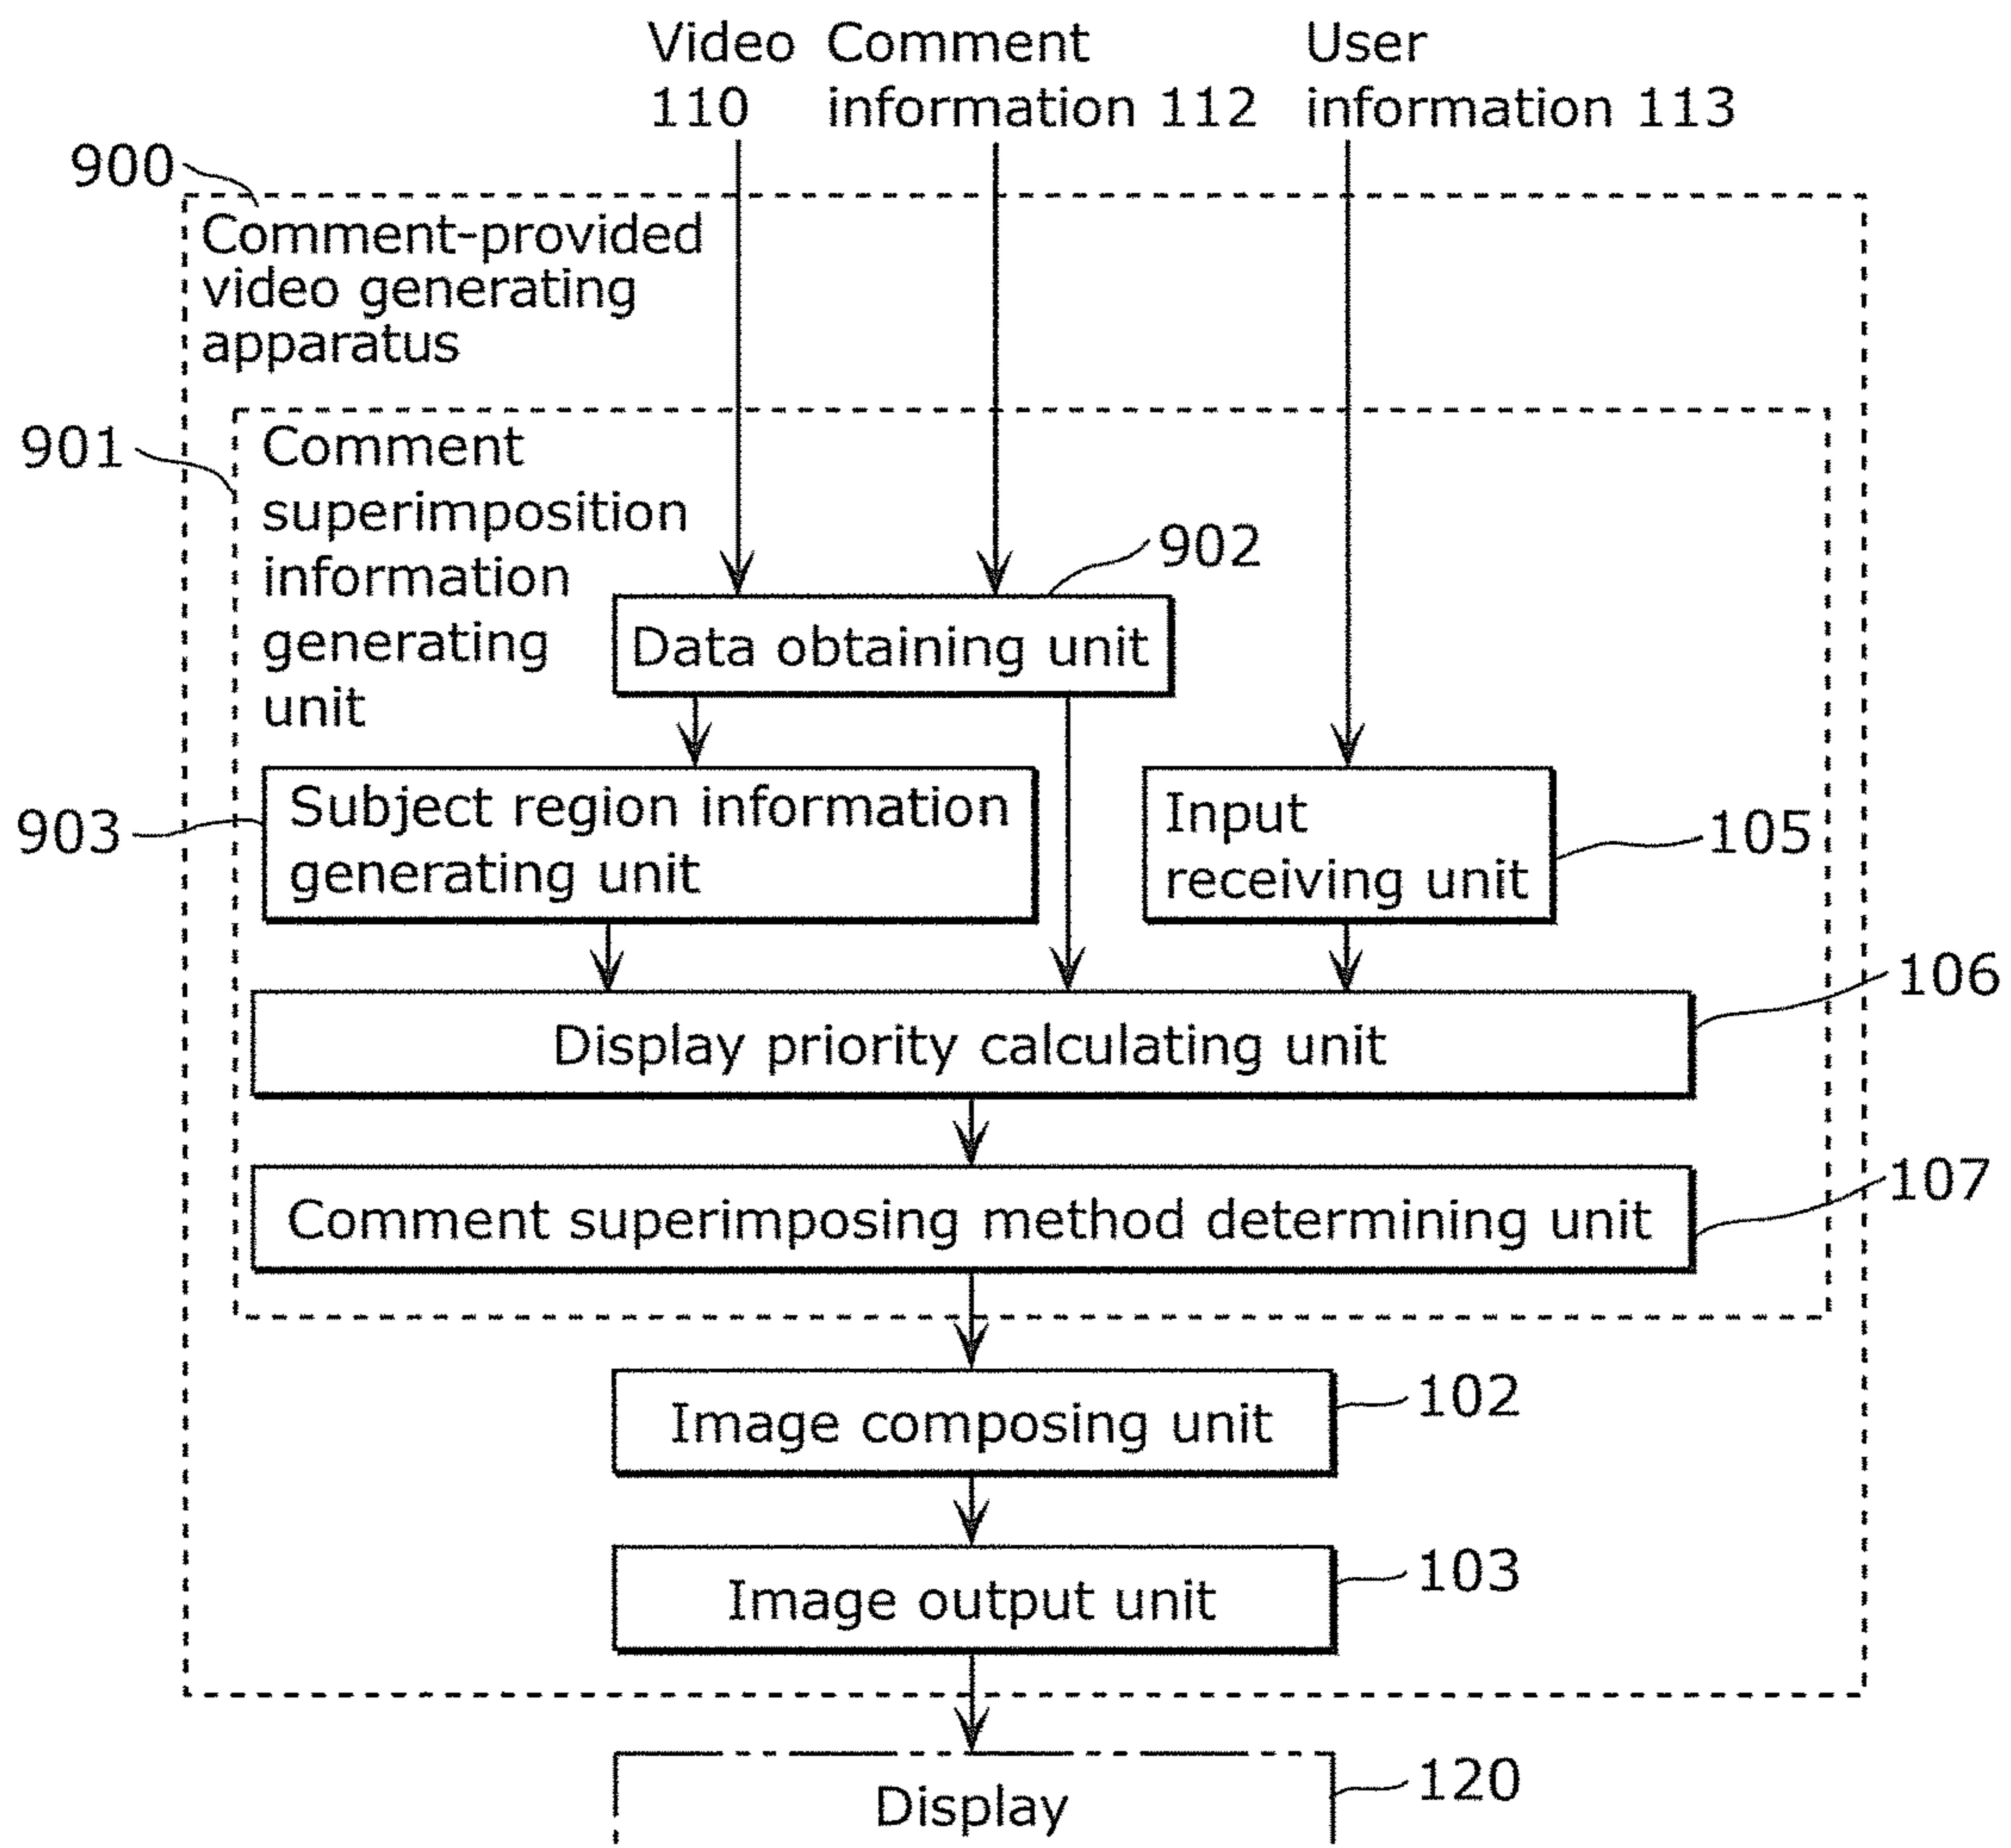 Video
110
Comment
information 112
User
information 113
900
Comment-provided
video generating
apparatus
901
Comment
superimposition
information
generating
unit
902
Data obtaining unit
903
Subject region information
generating unit
Input
receiving unit
105
Display priority calculating unit
106
Comment superimposing method determining unit
107
Image composing unit
102
Image output unit
103
Display
120